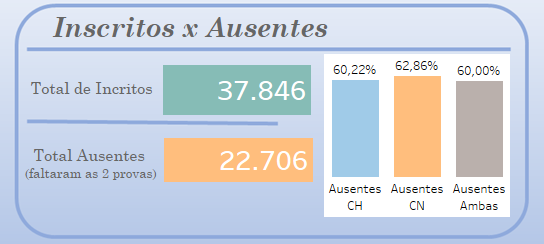 Inscritos x Ausentes
Total de Incritos
37.846
Total Ausentes
(faltaram as 2 provas)
22.706
60,22%
62,86%
60,00%
Ausentes
CH
Ausentes
CN
Ausentes
Ambas